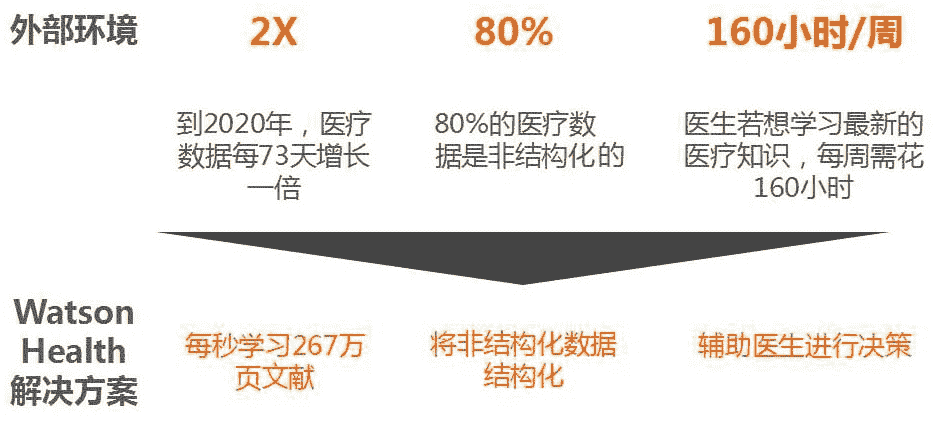 外部环境
2X
80%
160小时/周
到2020年，医疗
数据每73天增长
一倍
80%的医疗数
据是非结构化的
医生若想学习最新的
医疗知识，每周需花
160小时
Watson
Health
解决方案
每秒学习267万
页文献
将非结构化数据
结构化
辅助医生进行决策